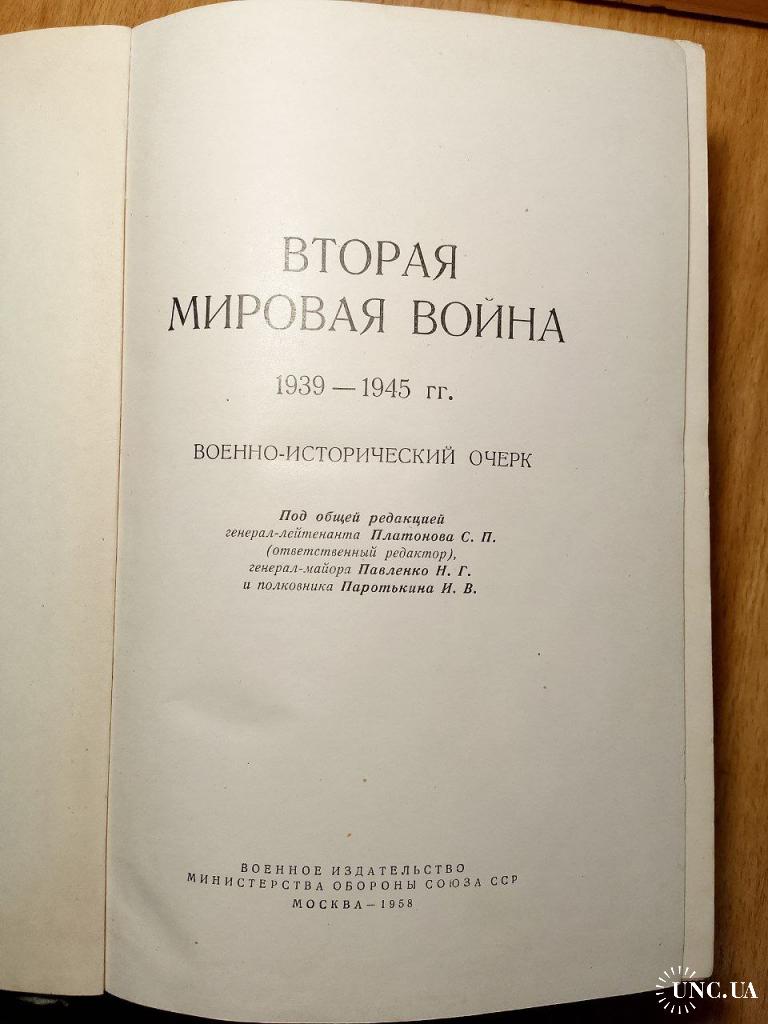 ВТОРАЯ
МИРОВАЯ ВОЙНА
1939 — 1945 гг.
ВОЕННО-ИСТОРИЧЕСКИЙ ОЧЕРК
Под общей редакцией
генерал-лейтенанта Платонова С. П.
(ответственный редактор),
генерал-майора Павленко Н. Г.
и полковника Паротькина И. В.
ВОЕННОЕ ИЗДАТЕЛЬСТВО
МИНИСТЕРСТВА ОБОРОНЫ СОЮЗА ССР
МОСКВА — 1958
UNC.UA